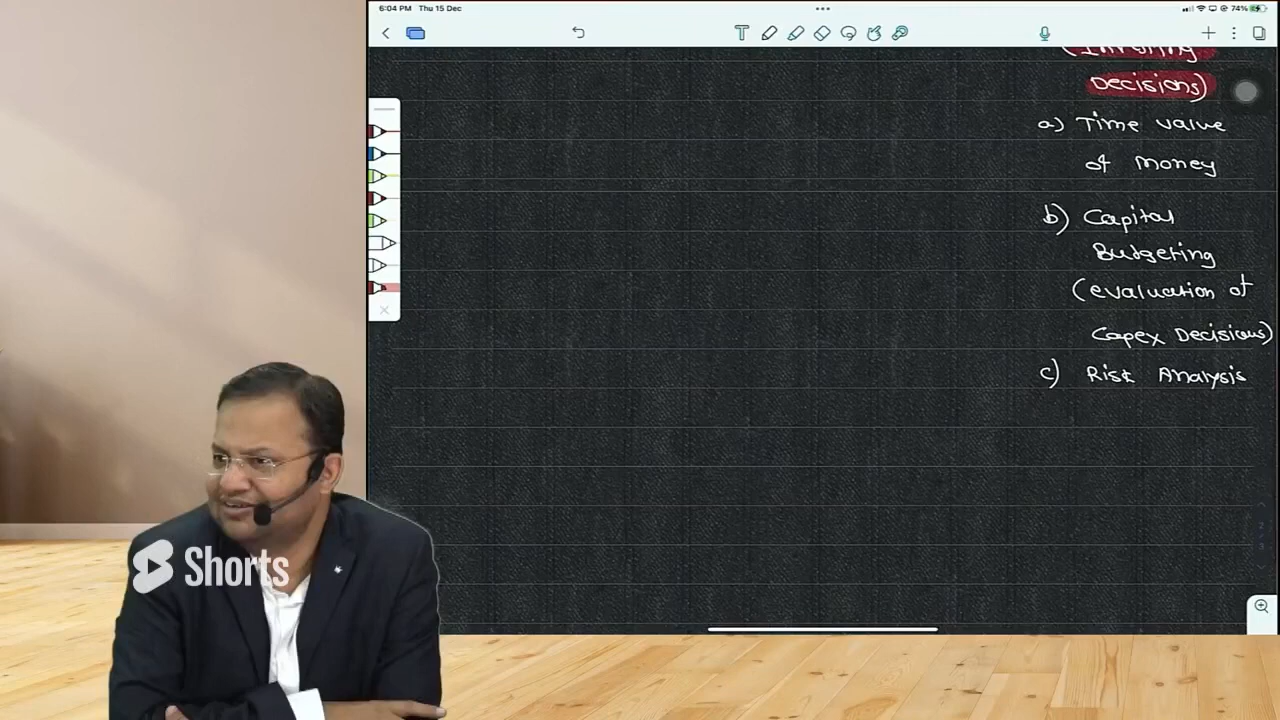 6:04 PM Thu 15 Dec
74%
T
(Investing
Decisions)
a) Time value
of Money
b) Capital
Budgeting
(evaluation of
Capex Decisions)
c) Risk Analysis
Shorts